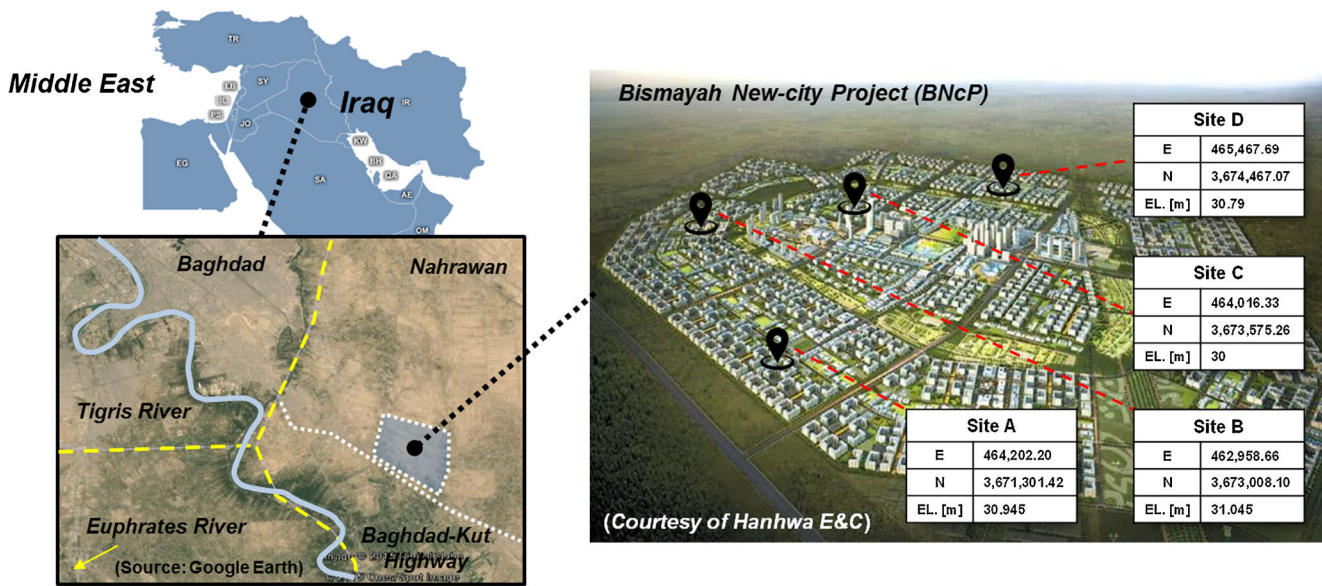 Middle East
TR
SY
LB
IL
PS
JO
Iraq
IR
KW
BH
QA
EG
SA
AE
OM
Baghdad
Nahrawan
Tigris River
Euphrates River
(Source: Google Earth)
Baghdad-Kut
Highway
Bismayah New-city Project (BNcP)
Site D
E 465,467.69
N 3,674,467.07
EL. [m] 30.79
Site C
E 464,016.33
N 3,673,575.26
EL. [m] 30
Site A
E 464,202.20
N 3,671,301.42
EL. [m] 30.945
Site B
E 462,958.66
N 3,673,008.10
EL. [m] 31.045
(Courtesy of Hanhwa E&C)